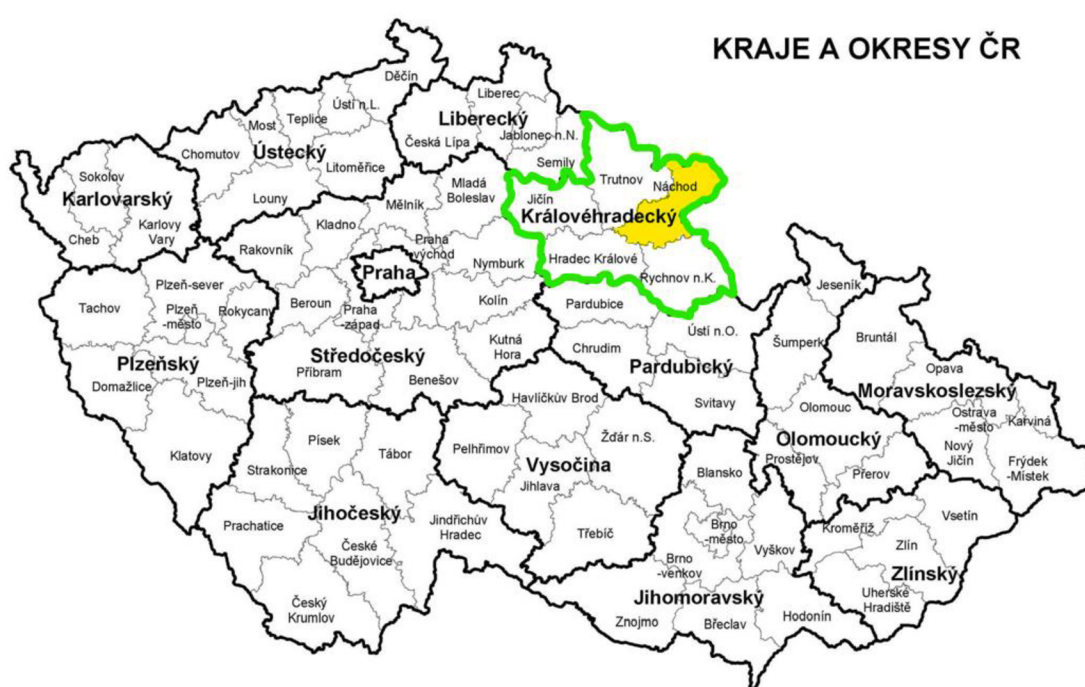 KRAJE A OKRESY ČR
Děčín
Liberec
Ústí n.L.
Teplice
Most
Liberecký
Jablonec n.N.
Česká Lípa
Chomutov
Ústecký
Litoměřice
Semily
Sokolov
Karlovarský
Louny
Mladá
Boleslav
Mělník
Jičín
Trutnov
Náchod
Královéhradecký
Karlovy
Vary
Cheb
Kladno
Rakovník
Praha
-východ
Hradec Králové
Nymburk
Praha
Rychnov n.K.
Plzeň-sever
Tachov
Beroun
Kolín
Pardubice
Jeseník
Plzeň
-město
Rokycany
Praha
-západ
Ústí n.O.
Kutná
Hora
Chrudim
Šumperk
Bruntál
Středočeský
Příbram
Plzeňský
Pardubický
Opava
Domažlice
Plzeň-jih
Benešov
Moravskoslezský
Svitavy
Havlíčkův Brod
Olomouc
Ostrava
-město
Karviná
Písek
Žďár n.S.
Olomoucký
Klatovy
Tábor
Pelhřimov
Nový
Jičín
Frýdek
-Místek
Strakonice
Vysočina
Prostějov
Přerov
Blansko
Jihlava
Jihočeský
Prachatice
Jindřichův
Hradec
Třebíč
Brno
-město
Kroměříž
Vsetín
České
Budějovice
Vyškov
Zlín
Brno
-venkov
Zlínský
Český
Krumlov
Jihomoravský
Uherské
Hradiště
Znojmo
Břeclav
Hodonín